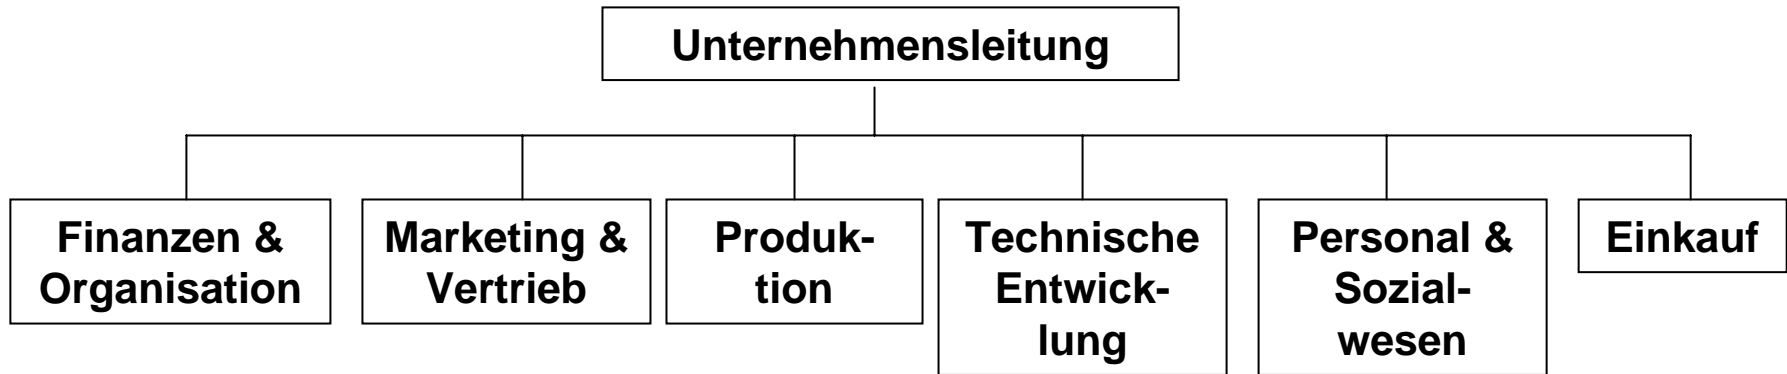 Unternehmensleitung
Finanzen &
Organisation
Marketing &
Vertrieb
Produk-
tion
Technische
Entwick-
lung
Personal &
Sozial-
wesen
Einkauf